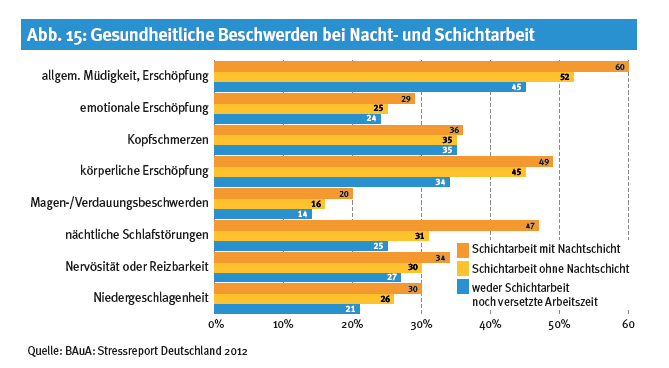 Abb. 15: Gesundheitliche Beschwerden bei Nacht- und Schichtarbeit
allgem. Müdigkeit, Erschöpfung
60
52
45
emotionale Erschöpfung
29
25
24
Kopfschmerzen
36
35
35
körperliche Erschöpfung
49
45
34
Magen-/Verdauungsbeschwerden
20
16
14
nächtliche Schlafstörungen
47
31
25
Nervösität oder Reizbarkeit
34
30
27
Niedergeschlagenheit
30
26
21
Schichtarbeit mit Nachtschicht
Schichtarbeit ohne Nachtschicht
weder Schichtarbeit
noch versetzte Arbeitszeit
0% 10% 20% 30% 40% 50% 60
Quelle: BAuA: Stressreport Deutschland 2012